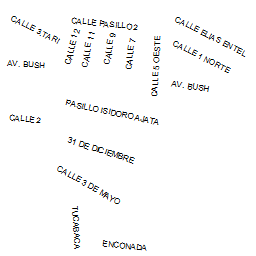 CALLE 3.TARI
CALLE PASILLO 2
CALLE ELIAS ENTEL
CALLE 12
CALLE 11
CALLE 9
CALLE 7
CALLE 5 OESTE
CALLE 1 NORTE
AV. BUSH
AV. BUSH
PASILLO ISIDORO AJATA
CALLE 2
31 DE DICIEMBRE
CALLE 3 DE MAYO
TUCABACA
ENCONADA